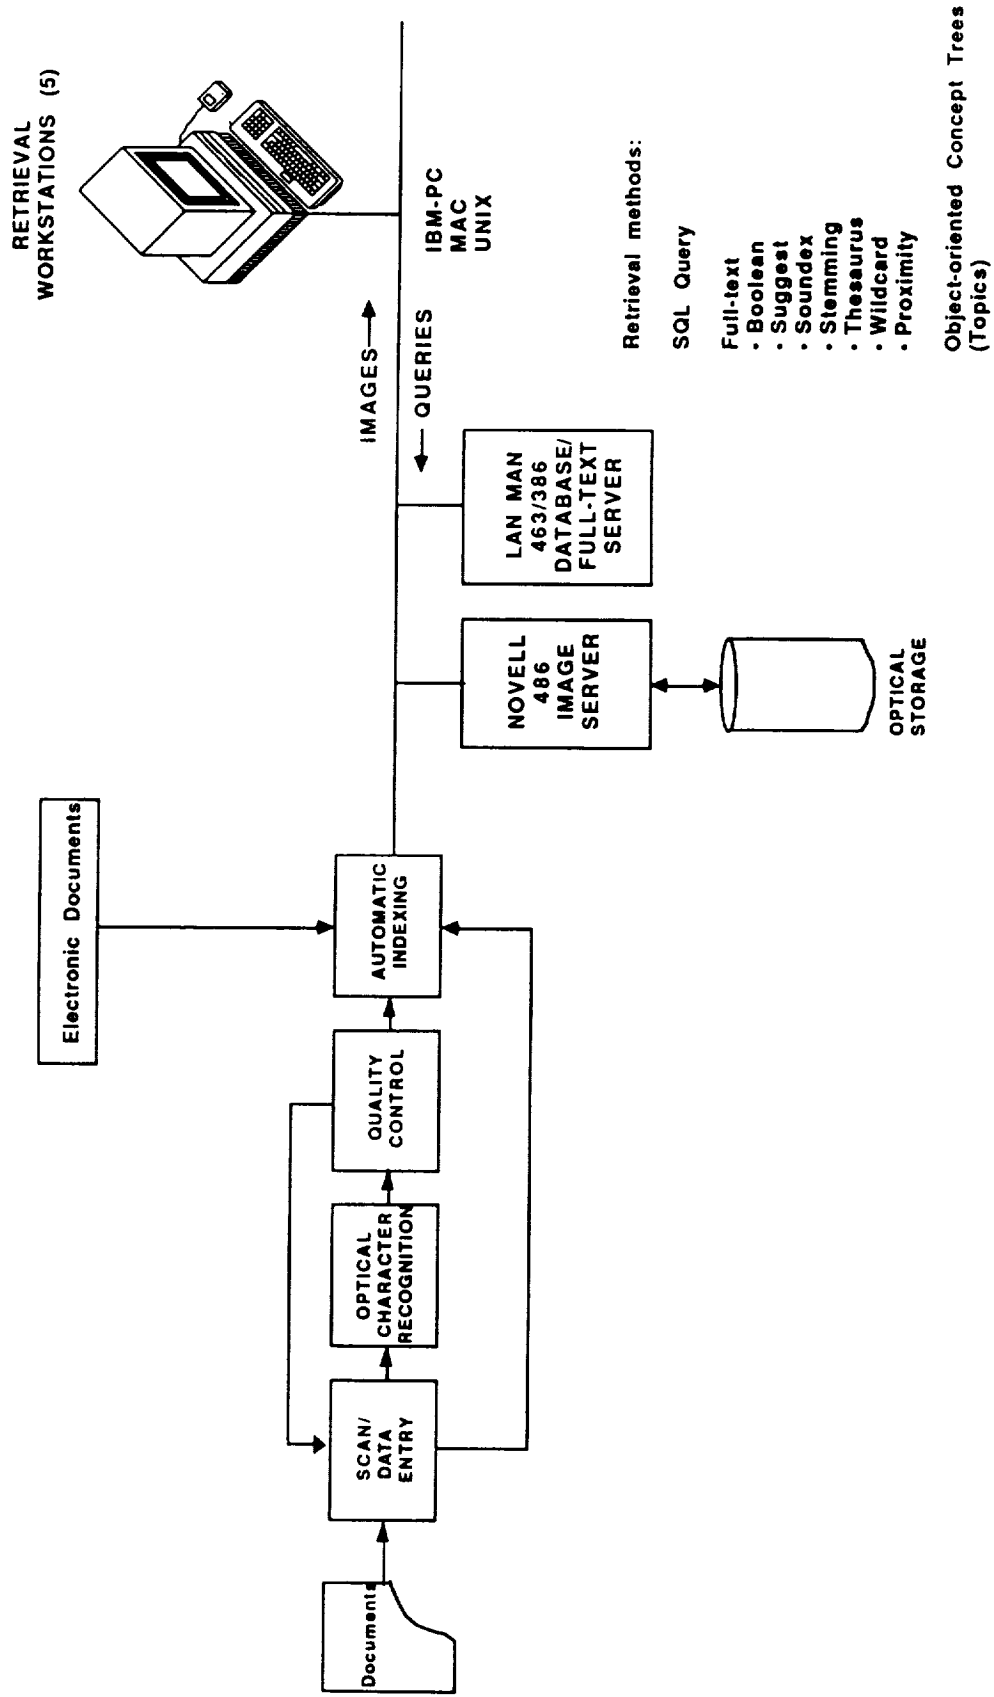 Documents
SCAN/
DATA
ENTRY
OPTICAL
CHARACTER
RECOGNITION
QUALITY
CONTROL
AUTOMATIC
INDEXING
Electronic Documents
NOVELL
486
IMAGE
SERVER
OPTICAL
STORAGE
LAN MAN
463/386
DATABASE/
FULL-TEXT
SERVER
IMAGES
QUERIES
RETRIEVAL
WORKSTATIONS (5)
IBM-PC
MAC
UNIX
Retrieval methods:
SQL Query
Full-text
• Boolean
• Suggest
• Soundex
• Stemming
• Thesaurus
• Wildcard
• Proximity
Object-oriented Concept Trees
(Topics)